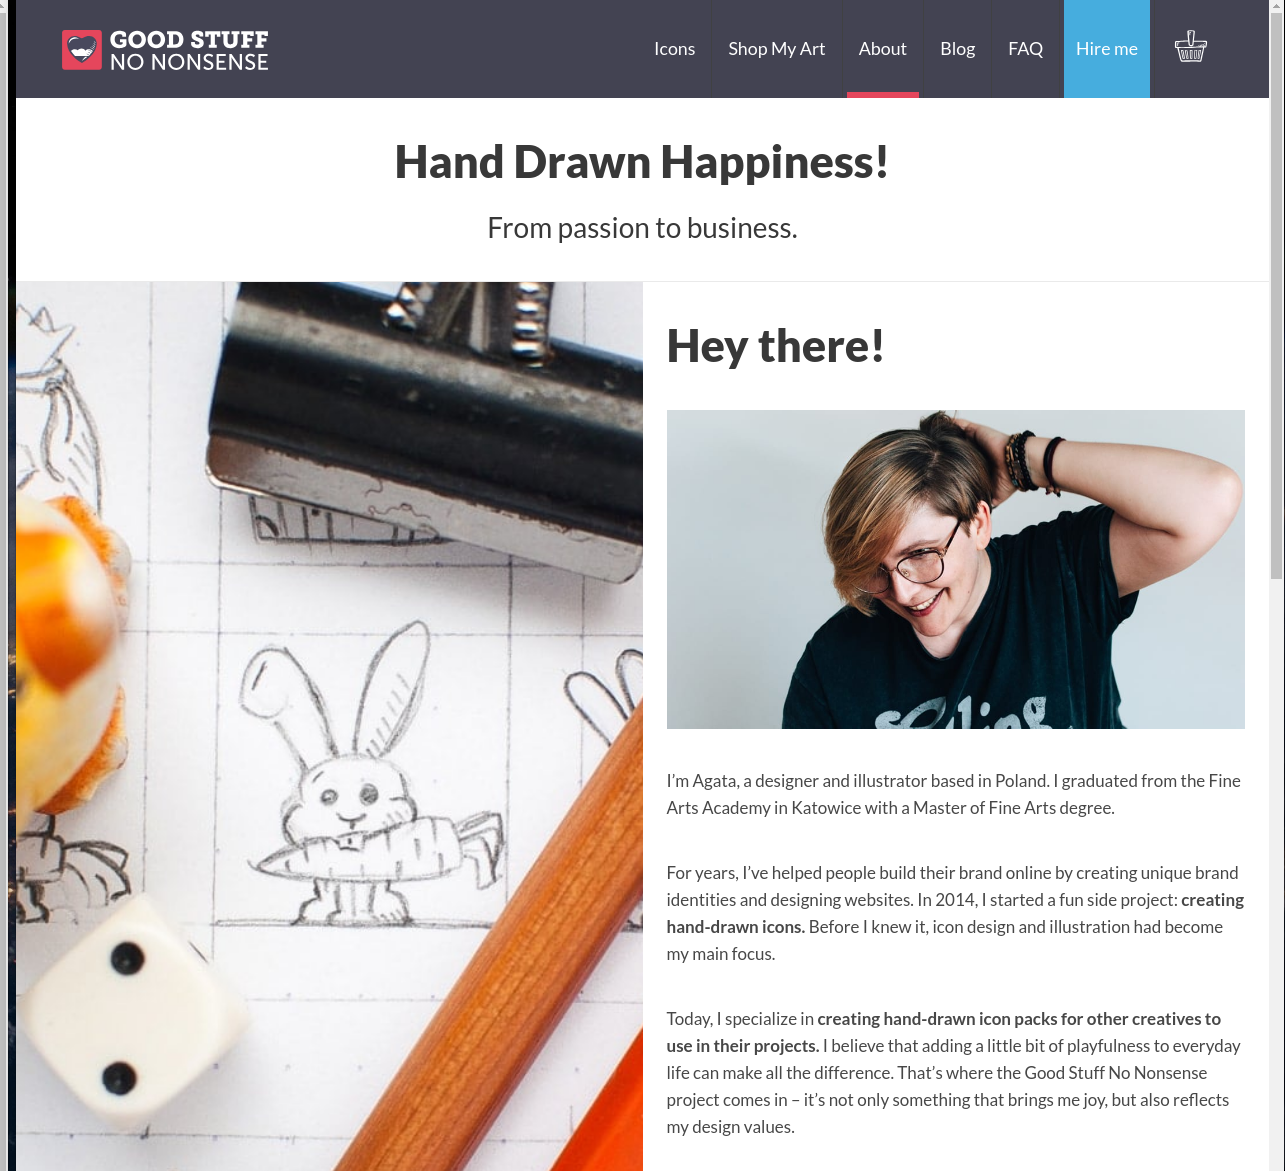 GOOD STUFF
NO NONSENSE
Icons
Shop My Art
About
Blog
FAQ
Hire me
Hand Drawn Happiness!
From passion to business.
Hey there!
I’m Agata, a designer and illustrator based in Poland. I graduated from the Fine
Arts Academy in Katowice with a Master of Fine Arts degree.
For years, I’ve helped people build their brand online by creating unique brand
identities and designing websites. In 2014, I started a fun side project: creating
hand-drawn icons. Before I knew it, icon design and illustration had become
my main focus.
Today, I specialize in creating hand-drawn icon packs for other creatives to
use in their projects. I believe that adding a little bit of playfulness to everyday
life can make all the difference. That’s where the Good Stuff No Nonsense
project comes in – it’s not only something that brings me joy, but also reflects
my design values.